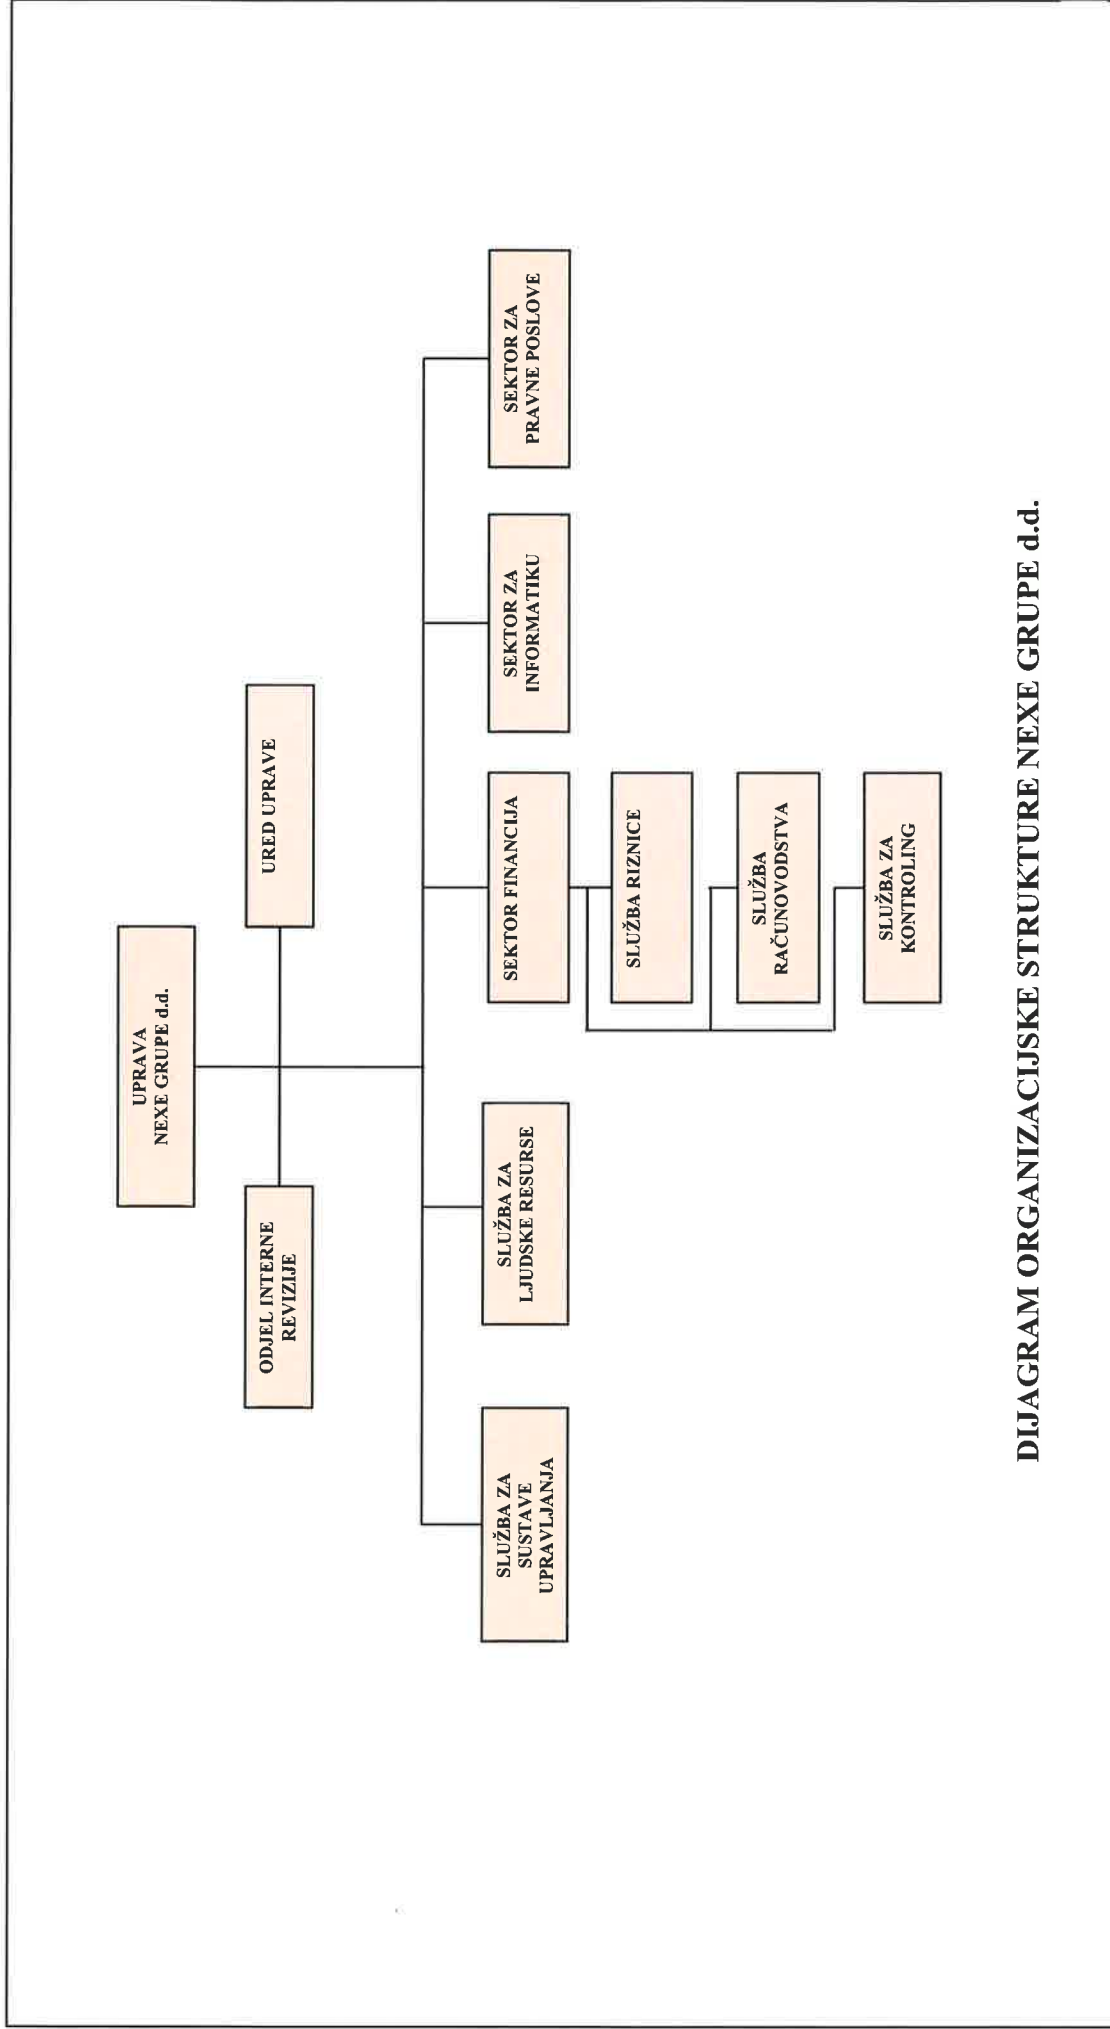 UPRAVA
NEXE GRUPE d.d.
ODJEL INTERNE
REVIZIJE
URED UPRAVE
SLUŽBA ZA
SUSTAVE
UPRAVLJANJA
SLUŽBA ZA
LJUDSKE RESURSE
SEKTOR FINANCIJA
SEKTOR ZA
INFORMATIKU
SEKTOR ZA
PRAVNE POSLOVE
SLUŽBA RIZNICE
SLUŽBA
RAČUNOVODSTVA
SLUŽBA ZA
KONTROLING
DIJAGRAM ORGANIZACIJSKE STRUKTURE NEXE GRUPE d.d.